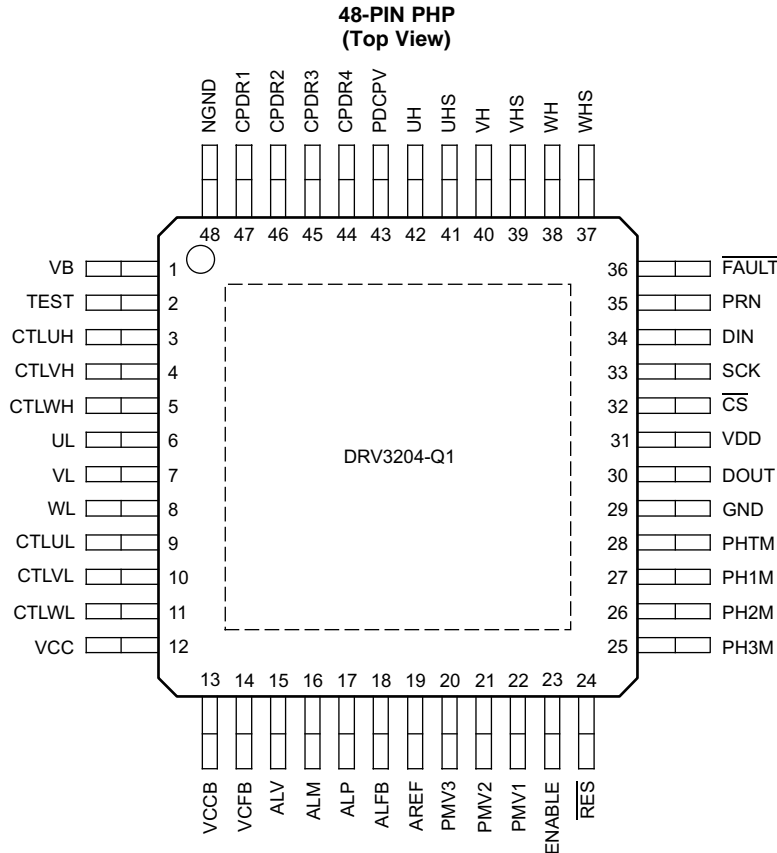 48-PIN PHP
(Top View)
NGND
CPDR1
CPDR2
CPDR3
CPDR4
PDCPV
UH
UHS
VH
VHS
WH
WHS
48 47 46 45 44 43 42 41 40 39 38 37
VB 1
TEST 2
CTLUH 3
CTLVH 4
CTLWH 5
UL 6
VL 7
WL 8
CTLUL 9
CTLVL 10
CTLWL 11
VCC 12
DRV3204-Q1
36 FAULT
35 PRN
34 DIN
33 SCK
32 CS
31 VDD
30 DOUT
29 GND
28 PHTM
27 PH1M
26 PH2M
25 PH3M
13 14 15 16 17 18 19 20 21 22 23 24
VCCB
VCFB
ALV
ALM
ALP
ALFB
AREF
PMV3
PMV2
PMV1
ENABLE
RES